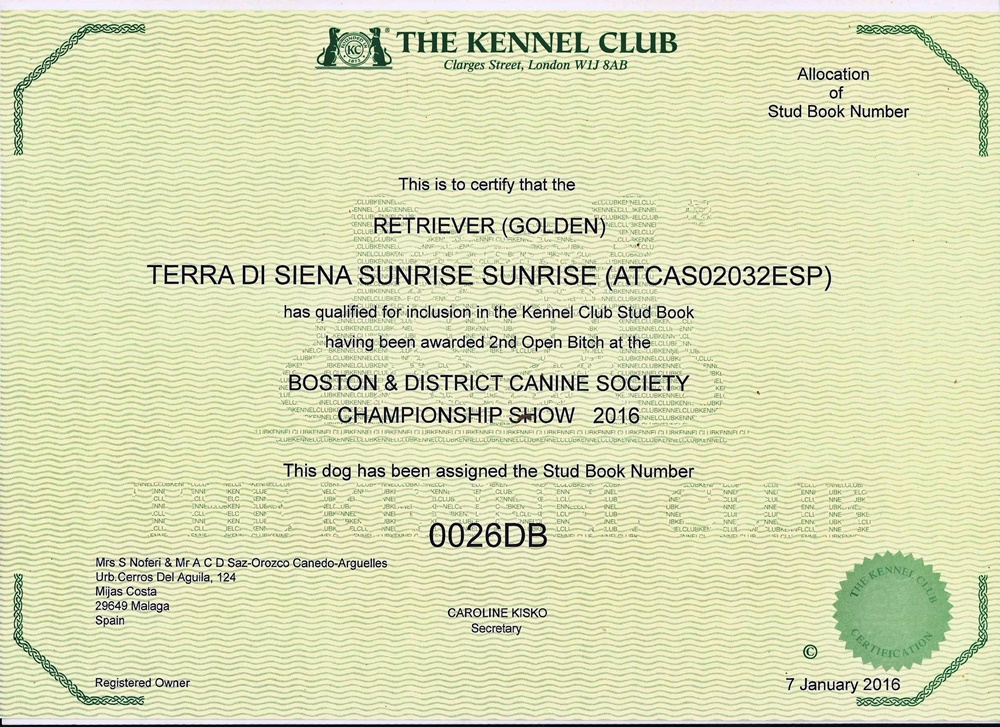 THE KENNEL CLUB
Clarges Street, London W1J 8AB
Allocation
of
Stud Book Number
This is to certify that the
RETRIEVER (GOLDEN)
TERRA DI SIENA SUNRISE SUNRISE (ATCAS02032ESP)
has qualified for inclusion in the Kennel Club Stud Book
having been awarded 2nd Open Bitch at the
BOSTON & DISTRICT CANINE SOCIETY
CHAMPIONSHIP SHOW 2016
This dog has been assigned the Stud Book Number
0026DB
Mrs S Noferi & Mr A C D Saz-Orozco Canedo-Arguelles
Urb.Cerros Del Aguila, 124
Mijas Costa
29649 Malaga
Spain
CAROLINE KISKO
Secretary
THE KENNEL CLUB
CERTIFICATION
©
Registered Owner
7 January 2016